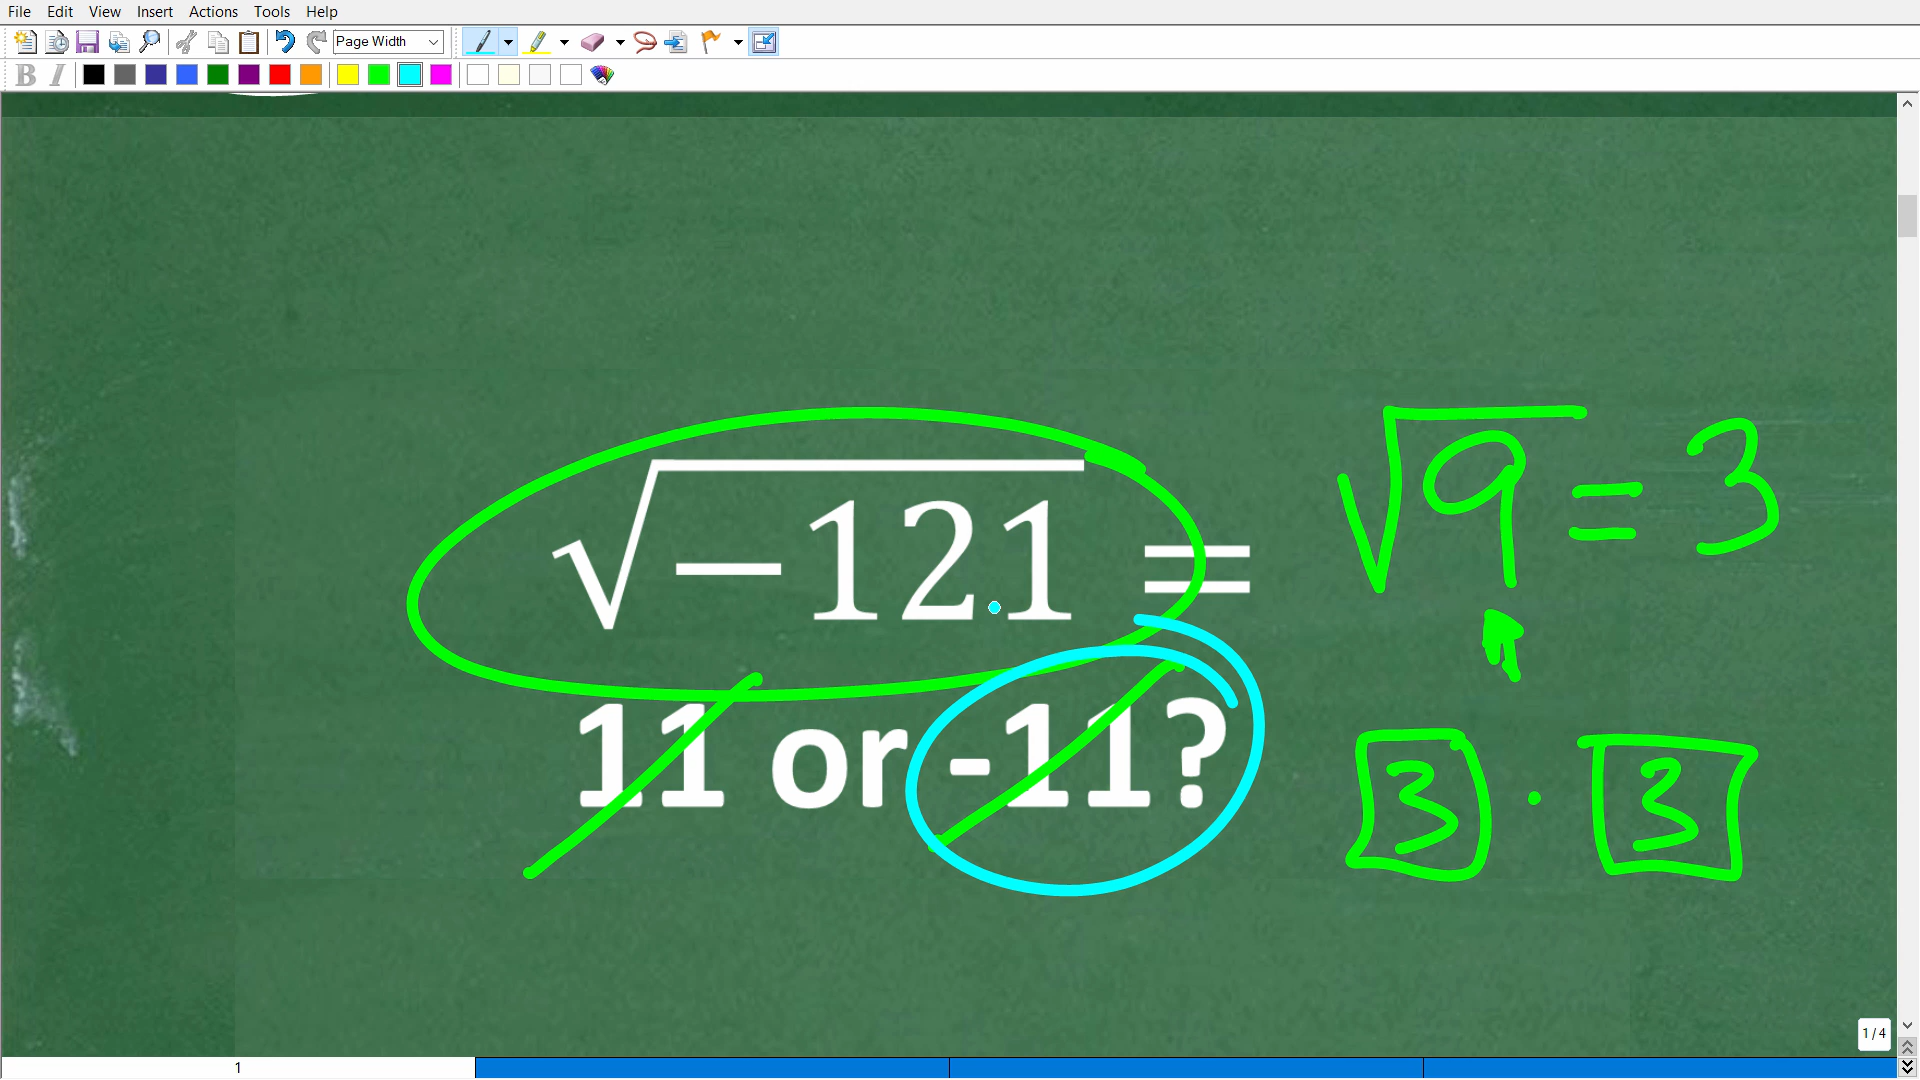 File Edit View Insert Actions Tools Help
Page Width
B I
√-121 =
11 or -11?
√9 = 3
3 · 3
1 / 4
1